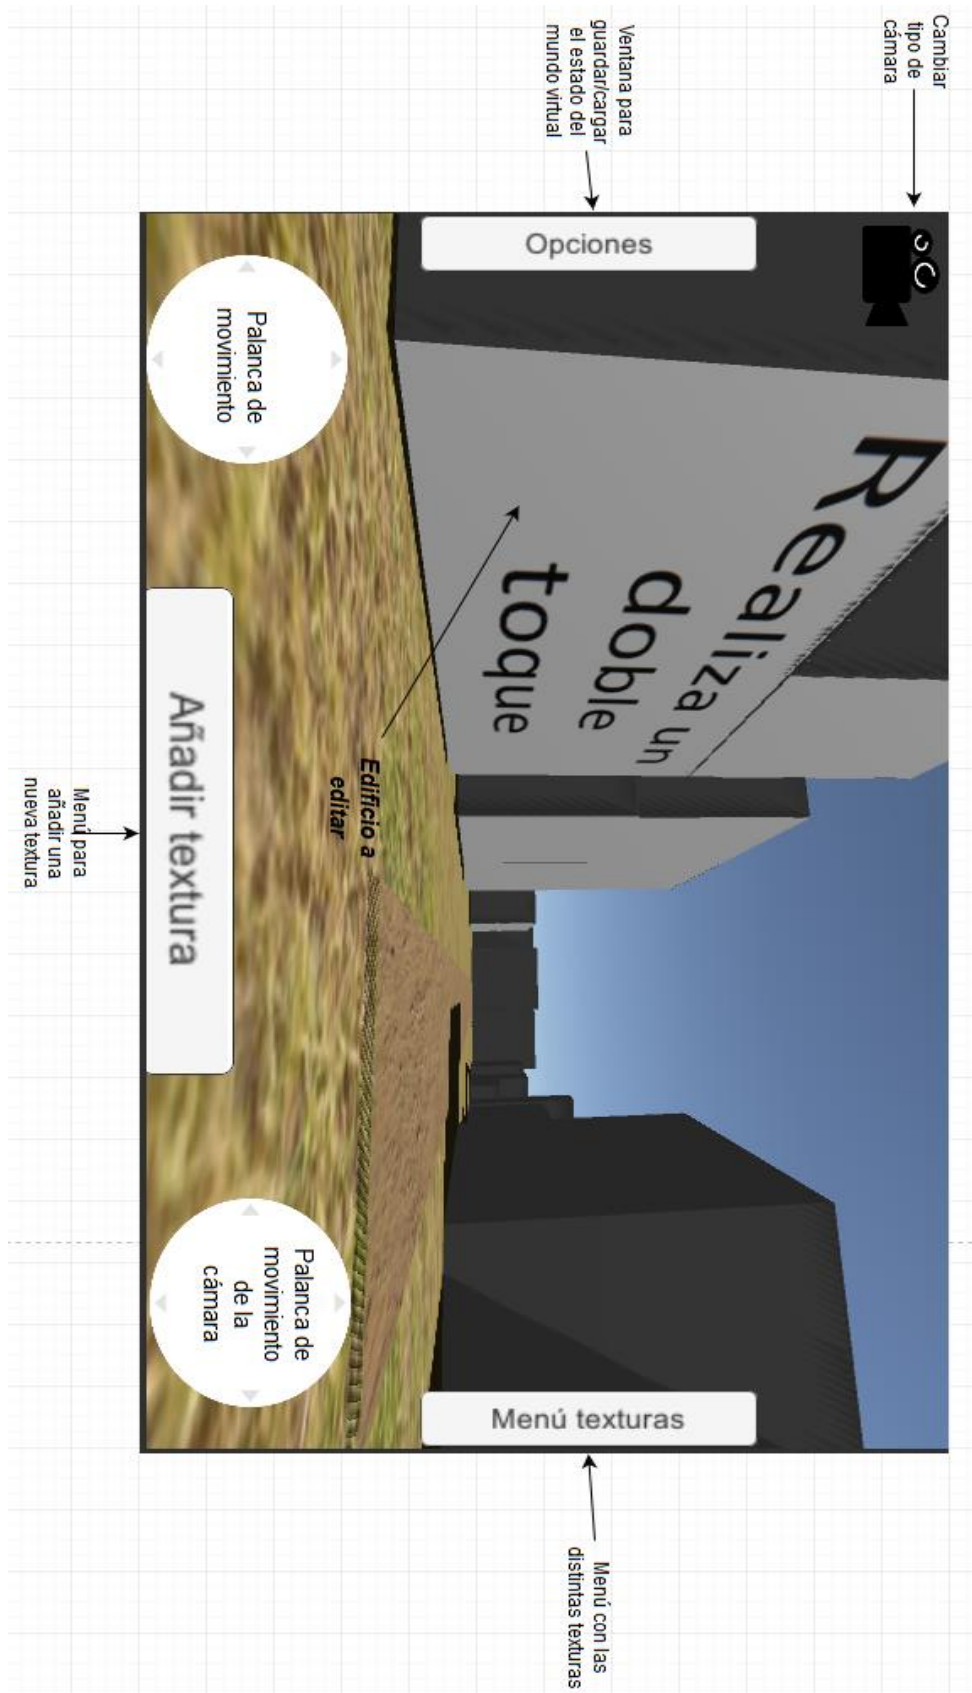 Cambiar
tipo de
cámara
Ventana para
guardar/cargar
el estado del
mundo virtual
Opciones
Realiza un
doble
toque
Edificio a
editar
Palanca de
movimiento
Añadir textura
Palanca de
movimiento
de la
cámara
Menú texturas
Menú con las
distintas texturas
Menú para
añadir una
nueva textura